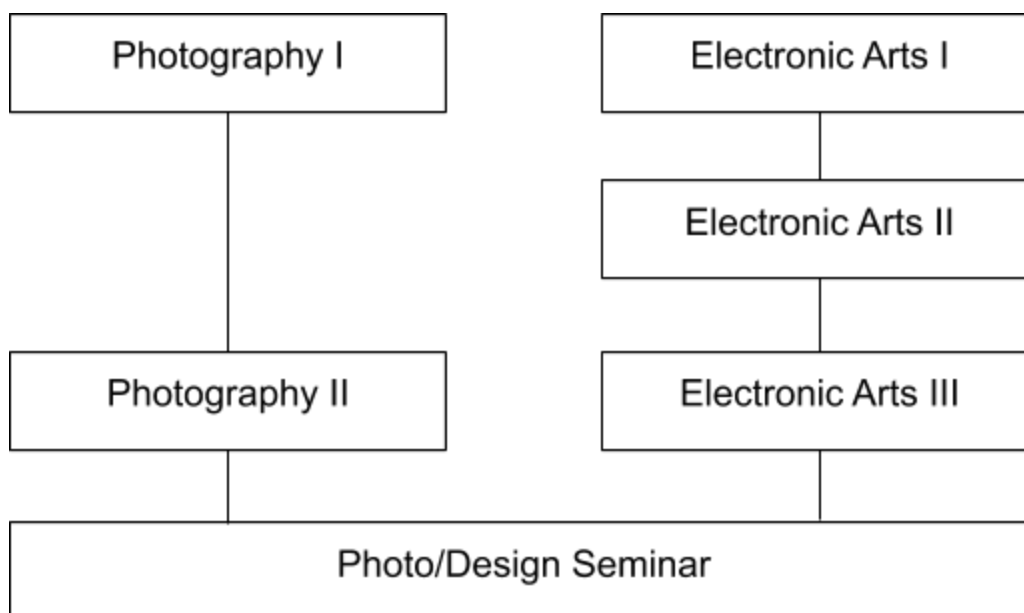 Photography I
Electronic Arts I
Electronic Arts II
Photography II
Electronic Arts III
Photo/Design Seminar